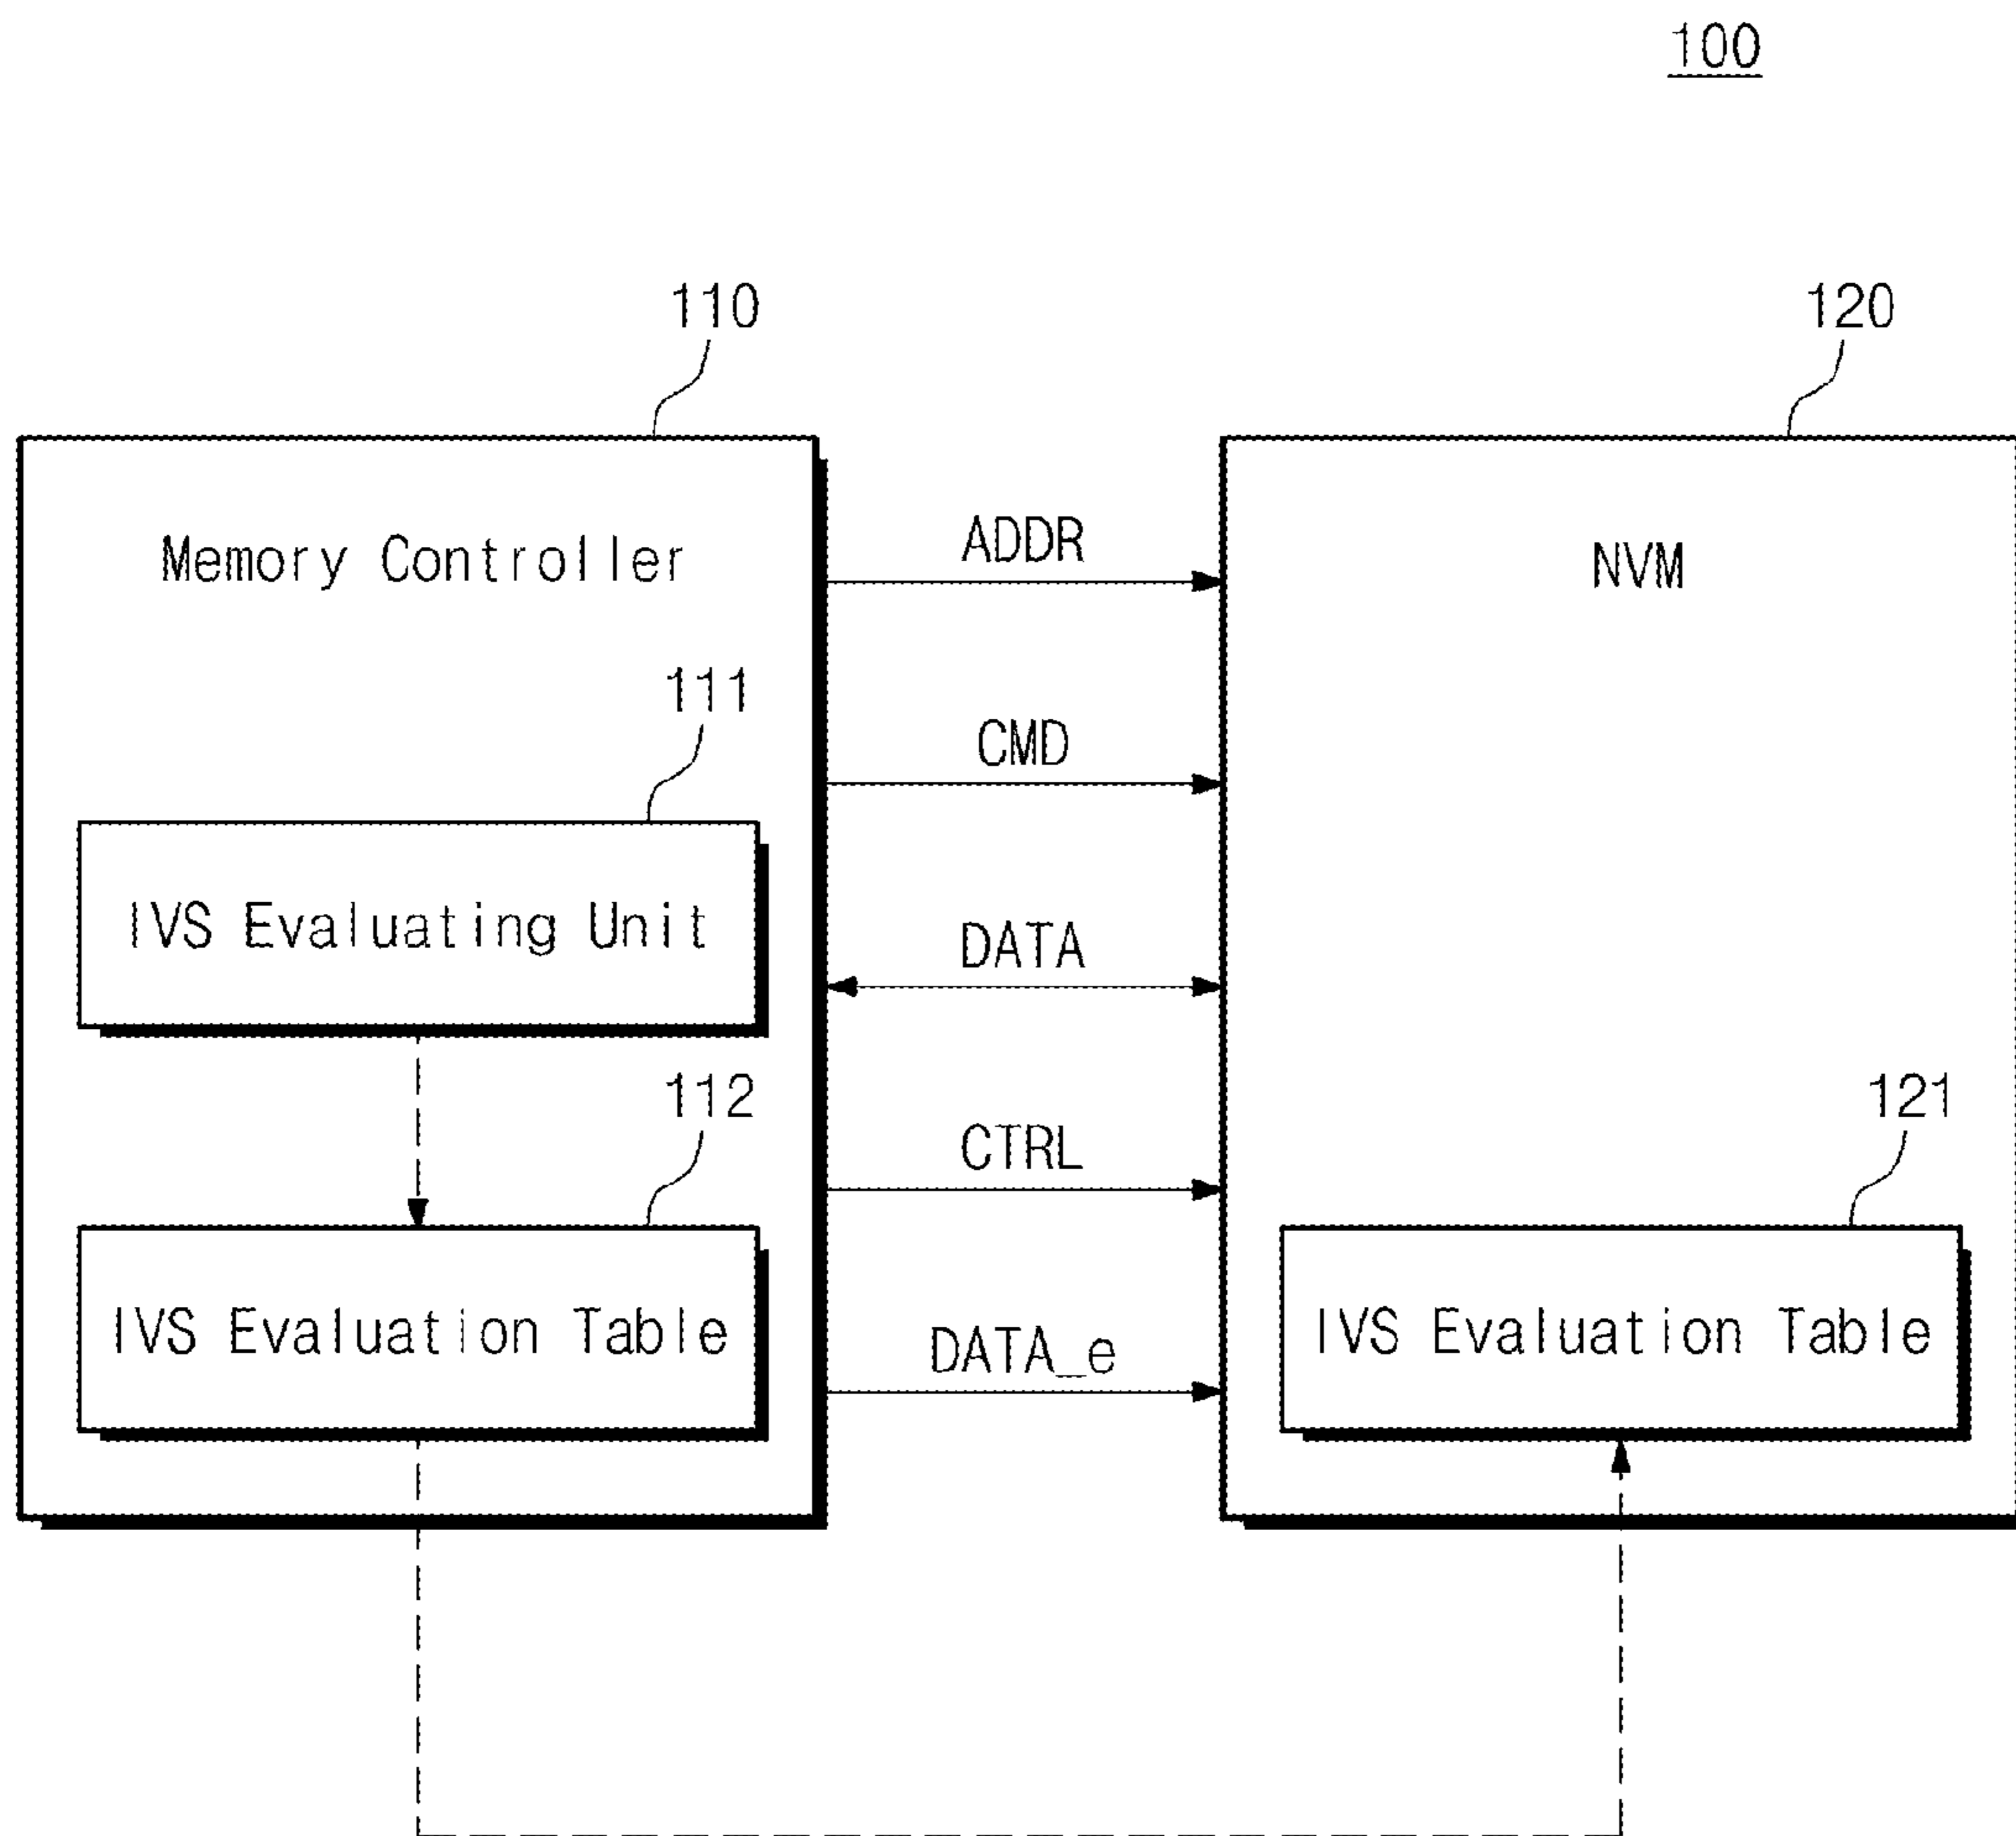 100
110
120
Memory Controller
ADDR
NVM
111
CMD
IVS Evaluating Unit
DATA
112
CTRL
121
IVS Evaluation Table
DATA_e
IVS Evaluation Table